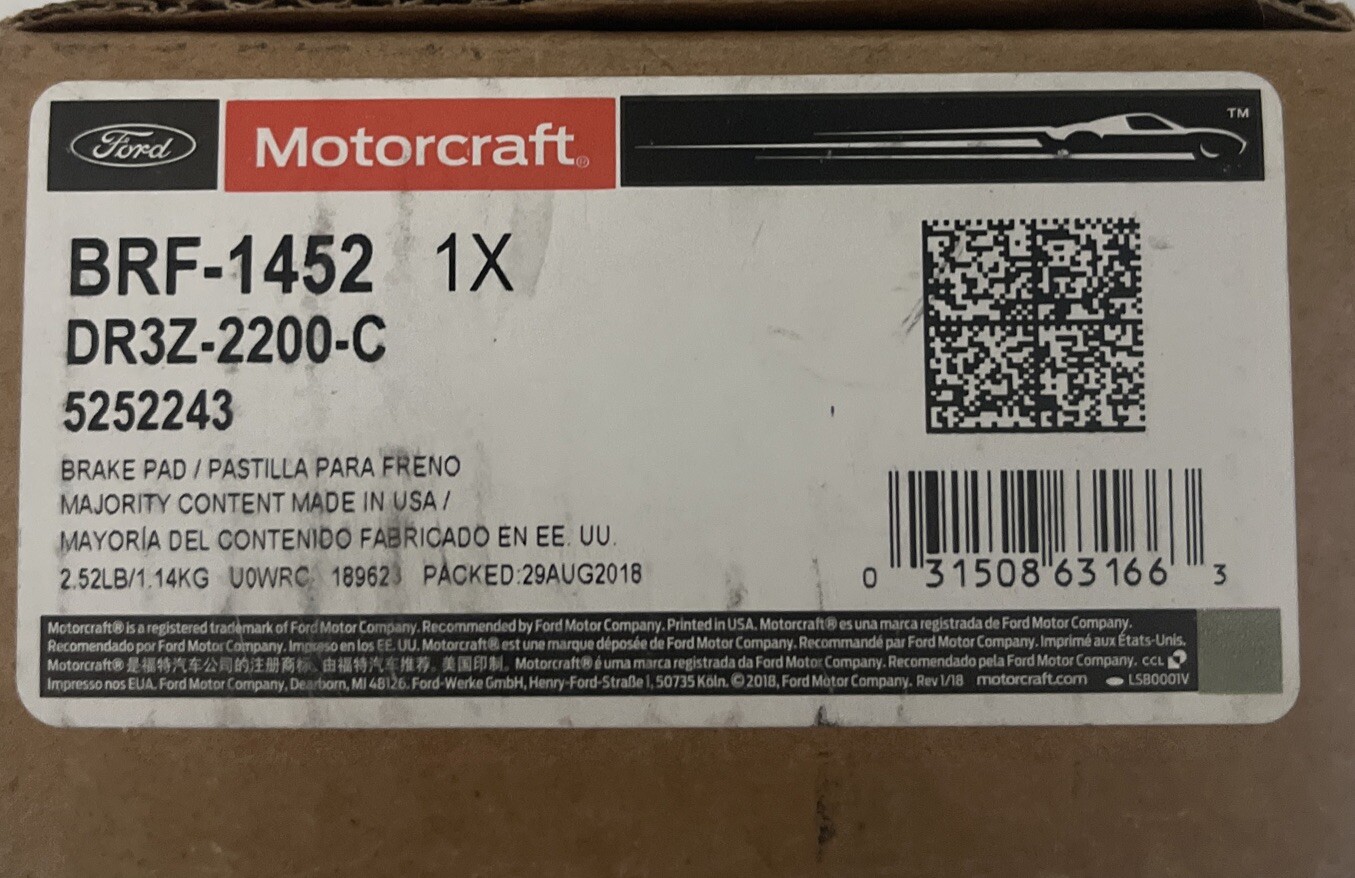 Ford Motorcraft® TM
BRF-1452 1X
DR3Z-2200-C
5252243
BRAKE PAD / PASTILLA PARA FRENO
MAJORITY CONTENT MADE IN USA /
MAYORÍA DEL CONTENIDO FABRICADO EN EE. UU.
2.52LB/1.14KG U0WRC 189623 PACKED:29AUG2018
0 31508 63166 3
Motorcraft® is a registered trademark of Ford Motor Company. Recommended by Ford Motor Company. Printed in USA. Motorcraft® es una marca registrada de Ford Motor Company.
Recomendado por Ford Motor Company. Impreso en los EE. UU. Motorcraft® est une marque déposée de Ford Motor Company. Recommandé par Ford Motor Company. Imprimé aux États-Unis.
Motorcraft® 是福特汽车公司的注册商标。由福特汽车推荐。美国印制。 Motorcraft® é uma marca registrada da Ford Motor Company. Recomendado pela Ford Motor Company. CCL
Impresso nos EUA. Ford Motor Company, Dearborn, MI 48126. Ford-Werke GmbH, Henry-Ford-Straße 1, 50735 Köln. ©2018, Ford Motor Company. Rev 1/18 motorcraft.com LSB0001V